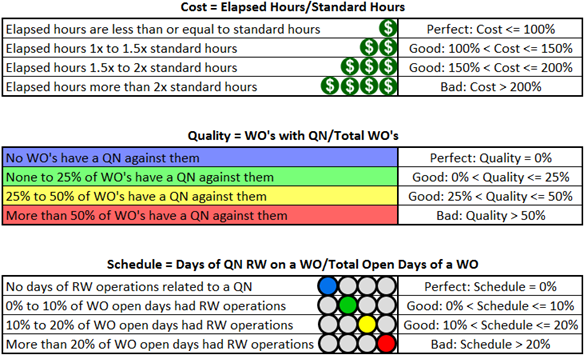 Cost = Elapsed Hours/Standard Hours
Elapsed hours are less than or equal to standard hours $ Perfect: Cost <= 100%
Elapsed hours 1x to 1.5x standard hours $ $ Good: 100% < Cost <= 150%
Elapsed hours 1.5x to 2x standard hours $ $ $ Good: 150% < Cost <= 200%
Elapsed hours more than 2x standard hours $ $ $ $ Bad: Cost > 200%
Quality = WO's with QN/Total WO's
No WO's have a QN against them Perfect: Quality = 0%
None to 25% of WO's have a QN against them Good: 0% < Quality <= 25%
25% to 50% of WO's have a QN against them Good: 25% < Quality <= 50%
More than 50% of WO's have a QN against them Bad: Quality > 50%
Schedule = Days of QN RW on a WO/Total Open Days of a WO
No days of RW operations related to a QN Perfect: Schedule = 0%
0% to 10% of WO open days had RW operations Good: 0% < Schedule <= 10%
10% to 20% of WO open days had RW operations Good: 10% < Schedule <= 20%
More than 20% of WO open days had RW operations Bad: Schedule > 20%